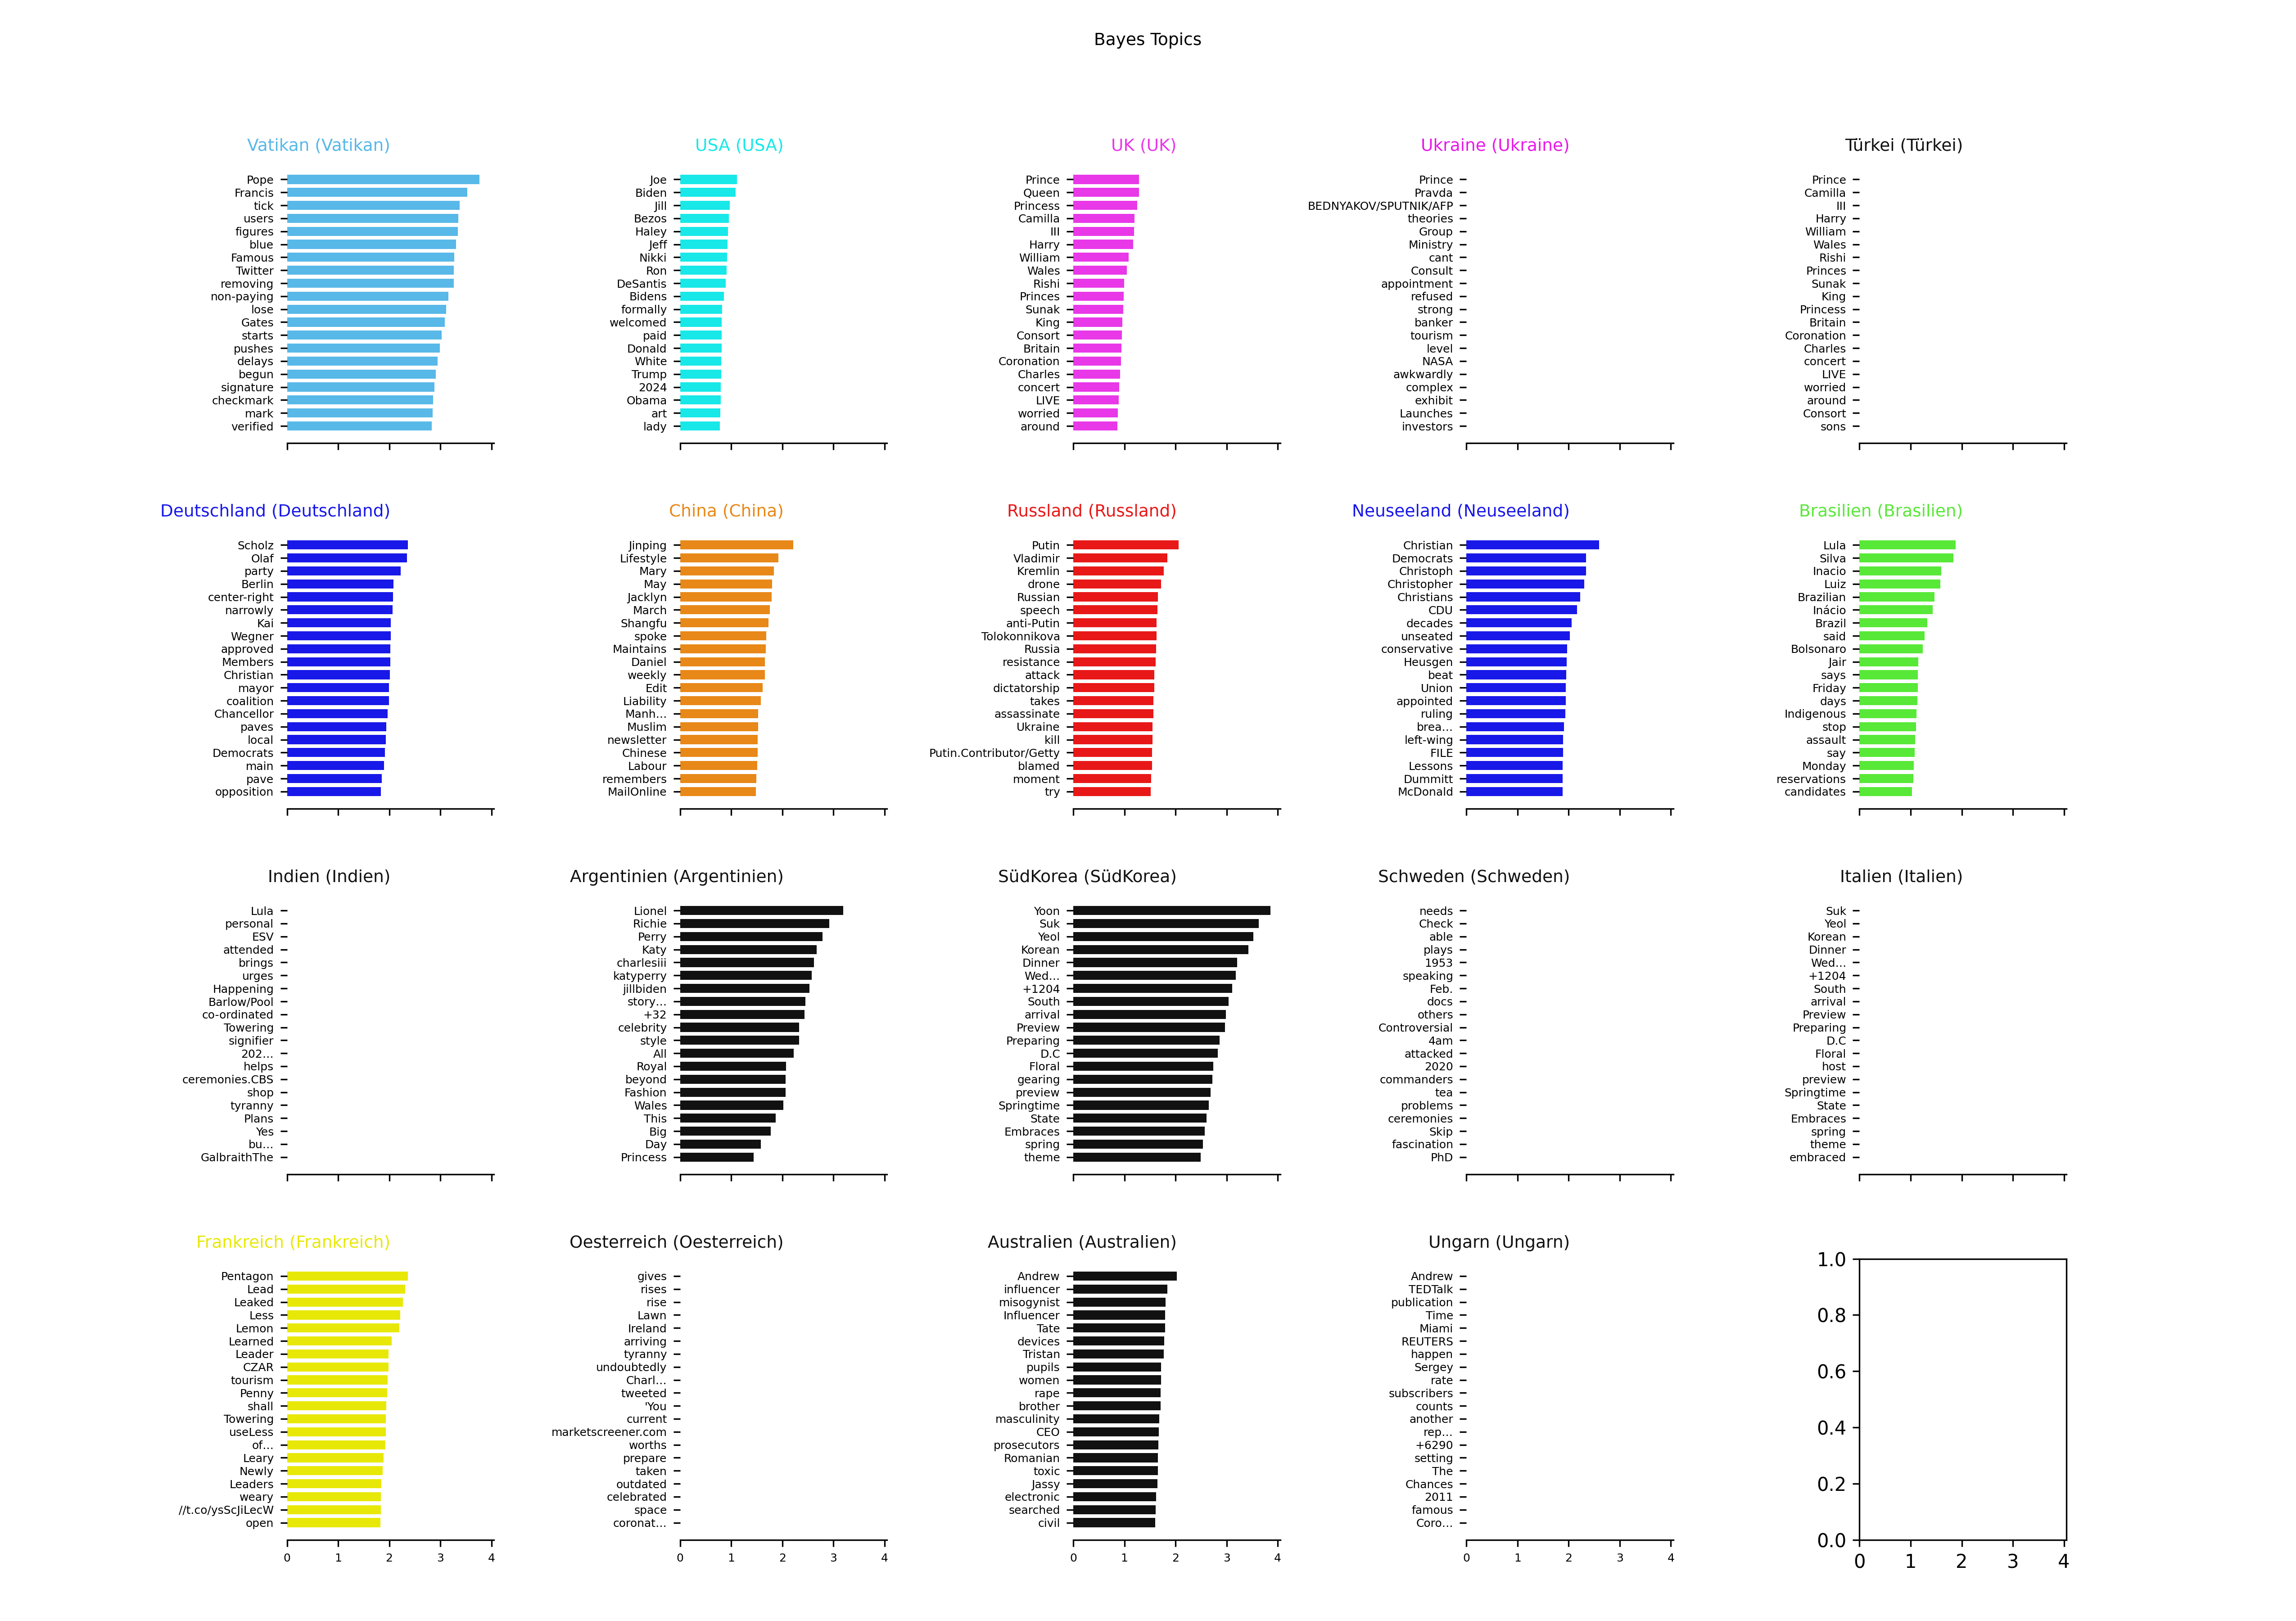 Bayes Topics
Vatikan (Vatikan)
Pope
Francis
tick
users
figures
blue
Famous
Twitter
removing
non-paying
lose
Gates
starts
pushes
delays
begun
signature
checkmark
mark
verified
USA (USA)
Joe
Biden
Jill
Bezos
Haley
Jeff
Nikki
Ron
DeSantis
Bidens
formally
welcomed
paid
Donald
White
Trump
2024
Obama
art
lady
UK (UK)
Prince
Queen
Princess
Camilla
III
Harry
William
Wales
Rishi
Princes
Sunak
King
Consort
Britain
Coronation
Charles
concert
LIVE
worried
around
Ukraine (Ukraine)
Prince
Pravda
BEDNYAKOV/SPUTNIK/AFP
theories
Group
Ministry
cant
Consult
appointment
refused
strong
banker
tourism
level
NASA
awkwardly
complex
exhibit
Launches
investors
Türkei (Türkei)
Prince
Camilla
III
Harry
William
Wales
Rishi
Princes
Sunak
King
Princess
Britain
Coronation
Charles
concert
LIVE
worried
around
Consort
sons
Deutschland (Deutschland)
Scholz
Olaf
party
Berlin
center-right
narrowly
Kai
Wegner
approved
Members
Christian
mayor
coalition
Chancellor
paves
local
Democrats
main
pave
opposition
China (China)
Jinping
Lifestyle
Mary
May
Jacklyn
March
Shangfu
spoke
Maintains
Daniel
weekly
Edit
Liability
Manh…
Muslim
newsletter
Chinese
Labour
remembers
MailOnline
Russland (Russland)
Putin
Vladimir
Kremlin
drone
Russian
speech
anti-Putin
Tolokonnikova
Russia
resistance
attack
dictatorship
takes
assassinate
Ukraine
kill
Putin.Contributor/Getty
blamed
moment
try
Neuseeland (Neuseeland)
Christian
Democrats
Christoph
Christopher
Christians
CDU
decades
unseated
conservative
Heusgen
beat
Union
appointed
ruling
brea…
left-wing
FILE
Lessons
Dummitt
McDonald
Brasilien (Brasilien)
Lula
Silva
Inacio
Luiz
Brazilian
Inácio
Brazil
said
Bolsonaro
Jair
says
Friday
days
Indigenous
stop
assault
say
Monday
reservations
candidates
Indien (Indien)
Lula
personal
ESV
attended
brings
urges
Happening
Barlow/Pool
co-ordinated
Towering
signifier
202…
helps
ceremonies.CBS
shop
tyranny
Plans
Yes
bu…
GalbraithThe
Argentinien (Argentinien)
Lionel
Richie
Perry
Katy
charlesiii
katyperry
jillbiden
story…
+32
celebrity
style
All
Royal
beyond
Fashion
Wales
This
Big
Day
Princess
SüdKorea (SüdKorea)
Yoon
Suk
Yeol
Korean
Dinner
Wed…
+1204
South
arrival
Preview
Preparing
D.C
Floral
gearing
preview
Springtime
State
Embraces
spring
theme
Schweden (Schweden)
needs
Check
able
plays
1953
speaking
Feb.
docs
others
Controversial
4am
attacked
2020
commanders
tea
problems
ceremonies
Skip
fascination
PhD
Italien (Italien)
Suk
Yeol
Korean
Dinner
Wed…
+1204
South
arrival
Preview
Preparing
D.C
Floral
host
preview
Springtime
State
Embraces
spring
theme
embraced
Frankreich (Frankreich)
Pentagon
Lead
Leaked
Less
Lemon
Learned
Leader
CZAR
tourism
Penny
shall
Towering
useLess
of…
Leary
Newly
Leaders
weary
//t.co/ysScJiLecW
open
0 1 2 3 4
Oesterreich (Oesterreich)
gives
rises
rise
Lawn
Ireland
arriving
tyranny
undoubtedly
Charl…
tweeted
'You
current
marketscreener.com
worths
prepare
taken
outdated
celebrated
space
coronat…
0 1 2 3 4
Australien (Australien)
Andrew
influencer
misogynist
Influencer
Tate
devices
Tristan
pupils
women
rape
brother
masculinity
CEO
prosecutors
Romanian
toxic
Jassy
electronic
searched
civil
0 1 2 3 4
Ungarn (Ungarn)
Andrew
TEDTalk
publication
Time
Miami
REUTERS
happen
Sergey
rate
subscribers
counts
another
rep…
+6290
setting
The
Chances
2011
famous
Coro…
0 1 2 3 4
1.0
0.8
0.6
0.4
0.2
0.0
0 1 2 3 4